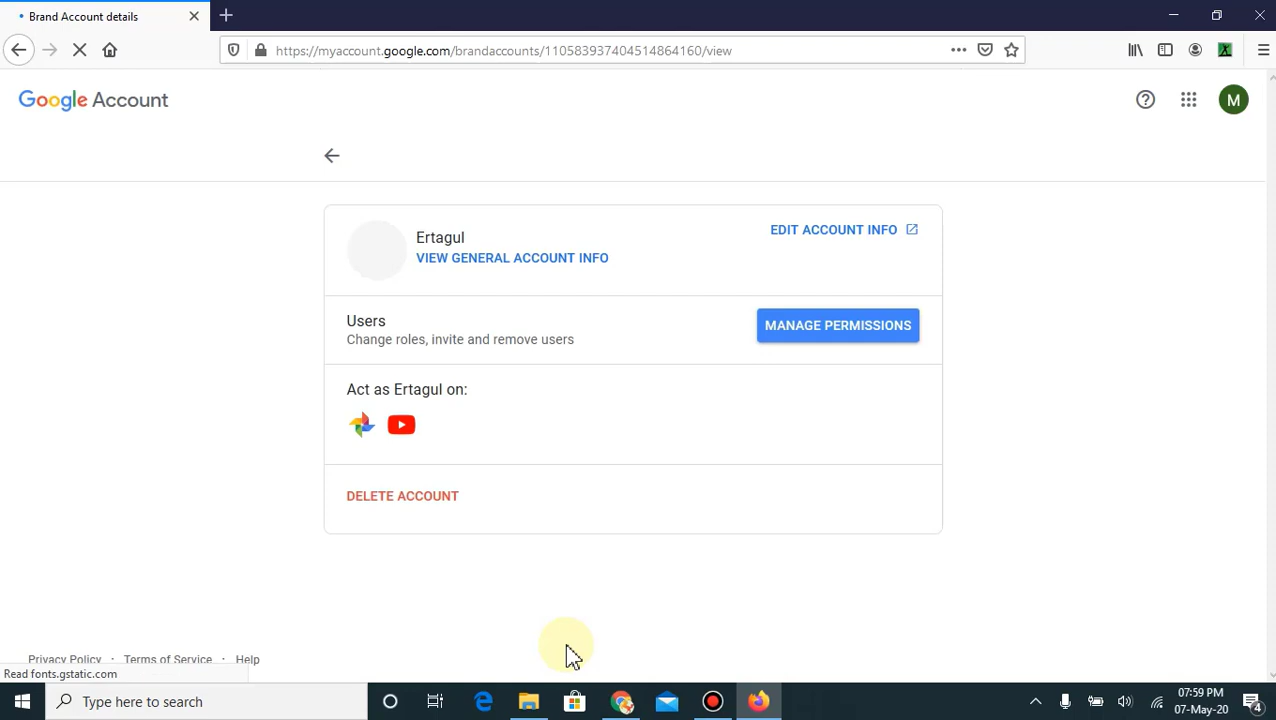 Brand Account details
https://myaccount.google.com/brandaccounts/110583937404514864160/view
Google Account
M
Ertagul
EDIT ACCOUNT INFO
VIEW GENERAL ACCOUNT INFO
Users
MANAGE PERMISSIONS
Change roles, invite and remove users
Act as Ertagul on:
DELETE ACCOUNT
Privacy Policy · Terms of Service · Help
Read fonts.gstatic.com
Type here to search
07:59 PM
07-May-20
4